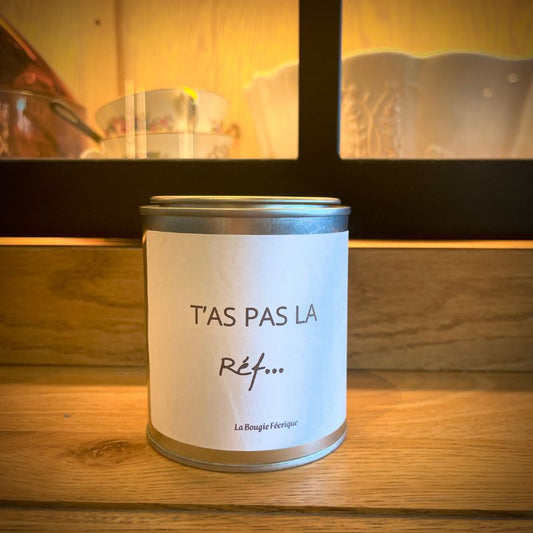 T'AS PAS LA
Réf...
La Bougie Féerique